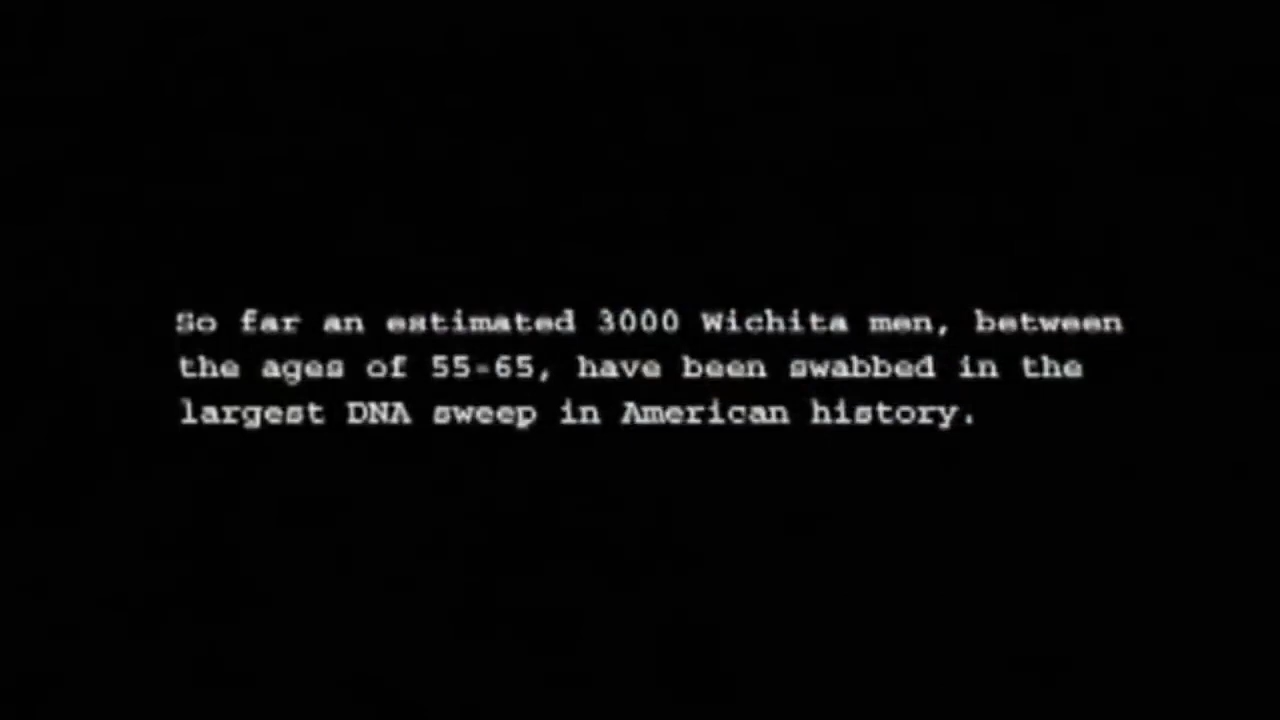 So far an estimated 3000 Wichita men, between
the ages of 55-65, have been swabbed in the
largest DNA sweep in American history.